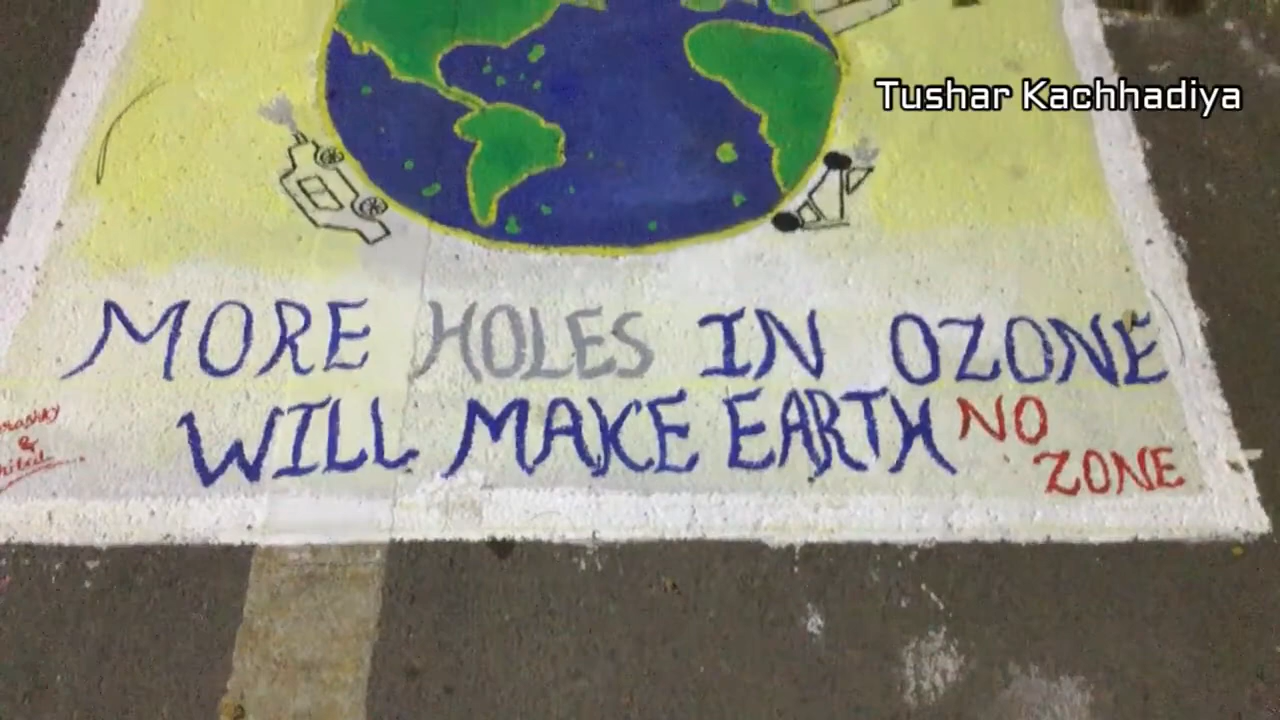 Tushar Kachhadiya
MORE HOLES IN OZONE
WILL MAKE EARTH NO
ZONE
&